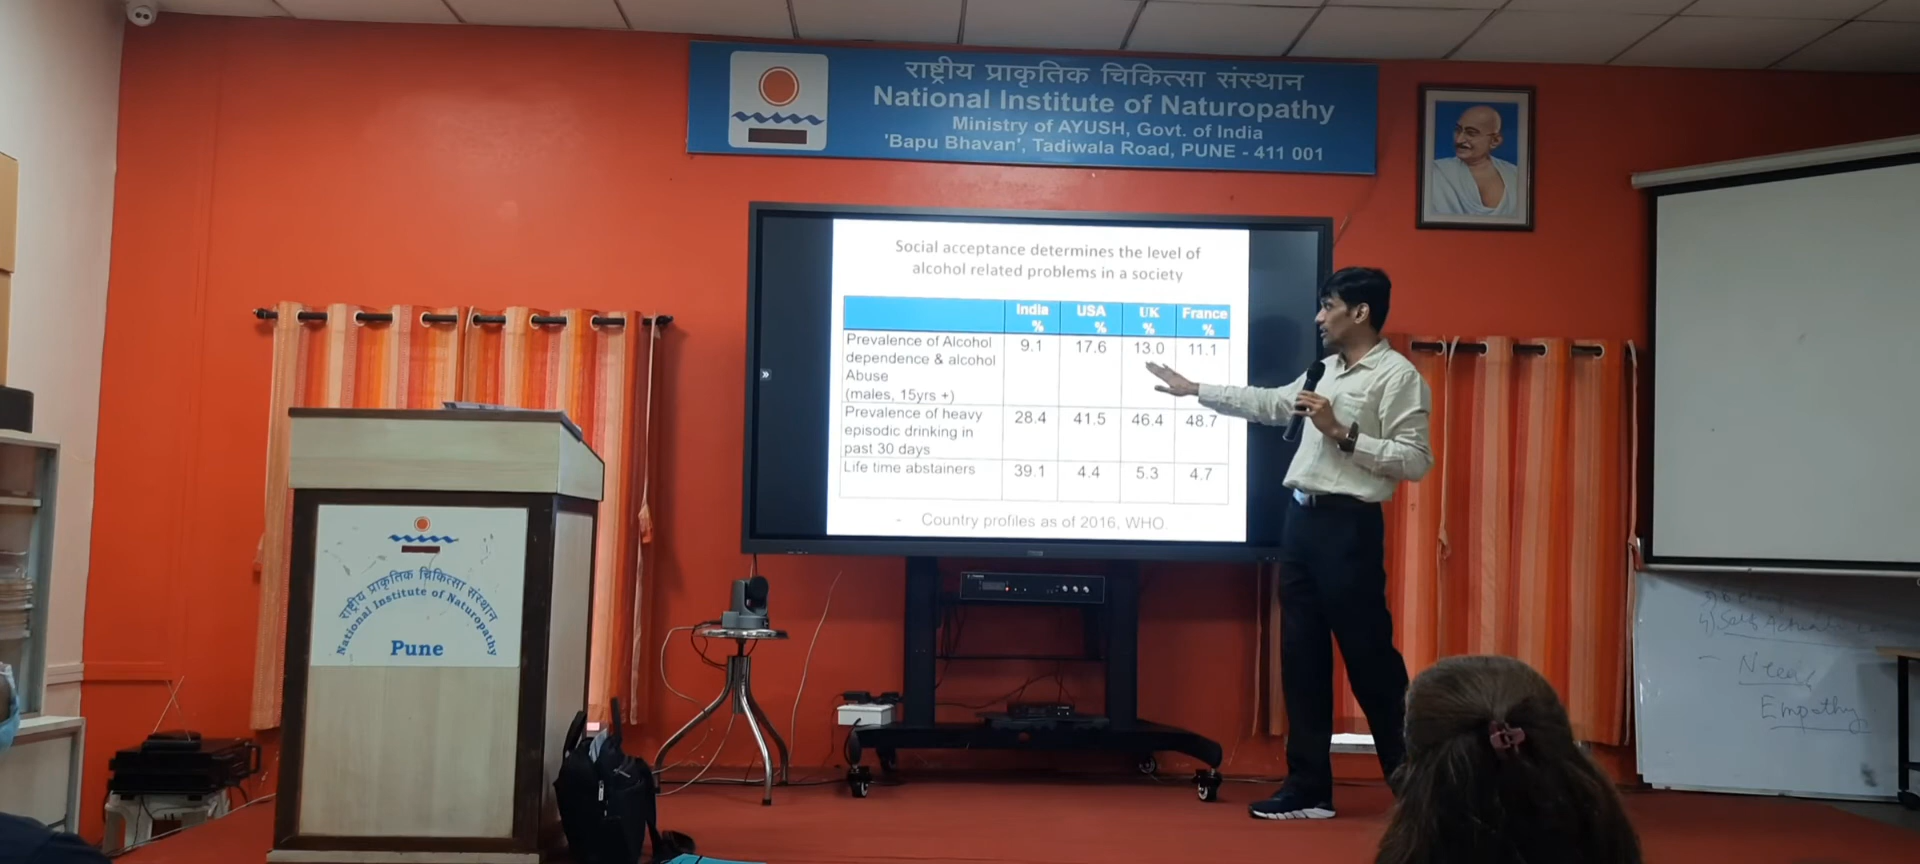 राष्ट्रीय प्राकृतिक चिकित्सा संस्थान
National Institute of Naturopathy
Ministry of AYUSH, Govt. of India
'Bapu Bhavan', Tadiwala Road, PUNE - 411 001
Social acceptance determines the level of
alcohol related problems in a society
India USA UK France
% % % %
Prevalence of Alcohol 9.1 17.6 13.0 11.1
dependence & alcohol
Abuse
(males, 15yrs +)
Prevalence of heavy 28.4 41.5 46.4 48.7
episodic drinking in
past 30 days
Life time abstainers 39.1 4.4 5.3 4.7
- Country profiles as of 2016, WHO.
राष्ट्रीय प्राकृतिक चिकित्सा संस्थान
National Institute of Naturopathy
Pune
Empathy